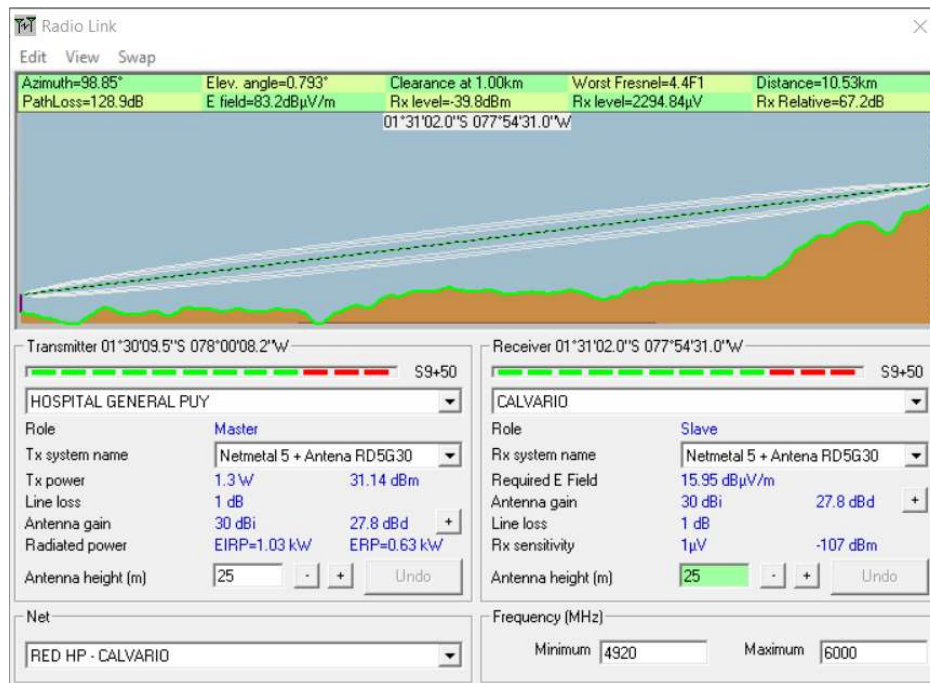 Radio Link
Edit View Swap
Azimuth=98.85° Elev. angle=0.793° Clearance at 1.00km Worst Fresnel=4.4F1 Distance=10.53km
PathLoss=128.9dB E field=83.2dBµV/m Rx level=-39.8dBm Rx level=2294.84µV Rx Relative=67.2dB
01°31'02.0"S 077°54'31.0"W
Transmitter 01°30'09.5"S 078°00'08.2"W
S9+50
HOSPITAL GENERAL PUY
Role Master
Tx system name Netmetal 5 + Antena RD5G30
Tx power 1.3 W 31.14 dBm
Line loss 1 dB
Antenna gain 30 dBi 27.8 dBd +
Radiated power EIRP=1.03 kW ERP=0.63 kW
Antenna height (m) 25 - + Undo
Net
RED HP - CALVARIO
Receiver 01°31'02.0"S 077°54'31.0"W
S9+50
CALVARIO
Role Slave
Rx system name Netmetal 5 + Antena RD5G30
Required E Field 15.95 dBµV/m
Antenna gain 30 dBi 27.8 dBd +
Line loss 1 dB
Rx sensitivity 1µV -107 dBm
Antenna height (m) 25 - + Undo
Frequency (MHz)
Minimum 4920 Maximum 6000